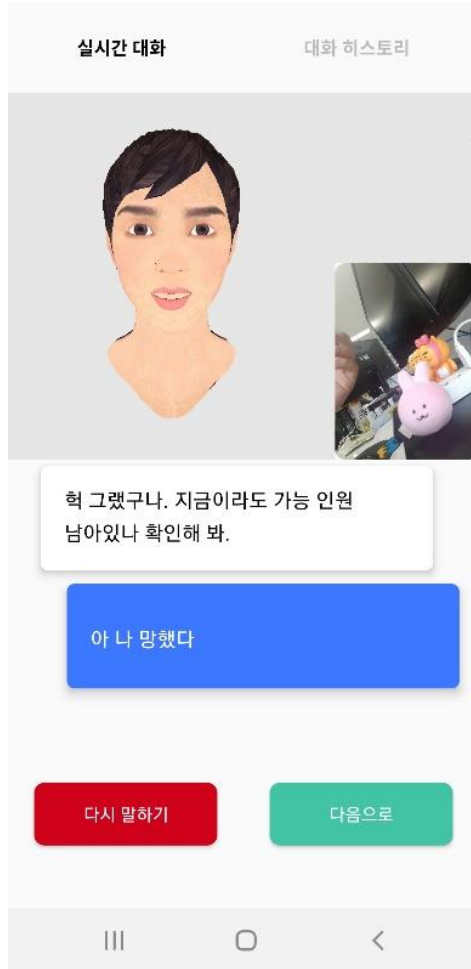 실시간 대화
대화 히스토리
헉 그랬구나. 지금이라도 가능 인원
남아있나 확인해 봐.
아 나 망했다
다시 말하기
다음으로